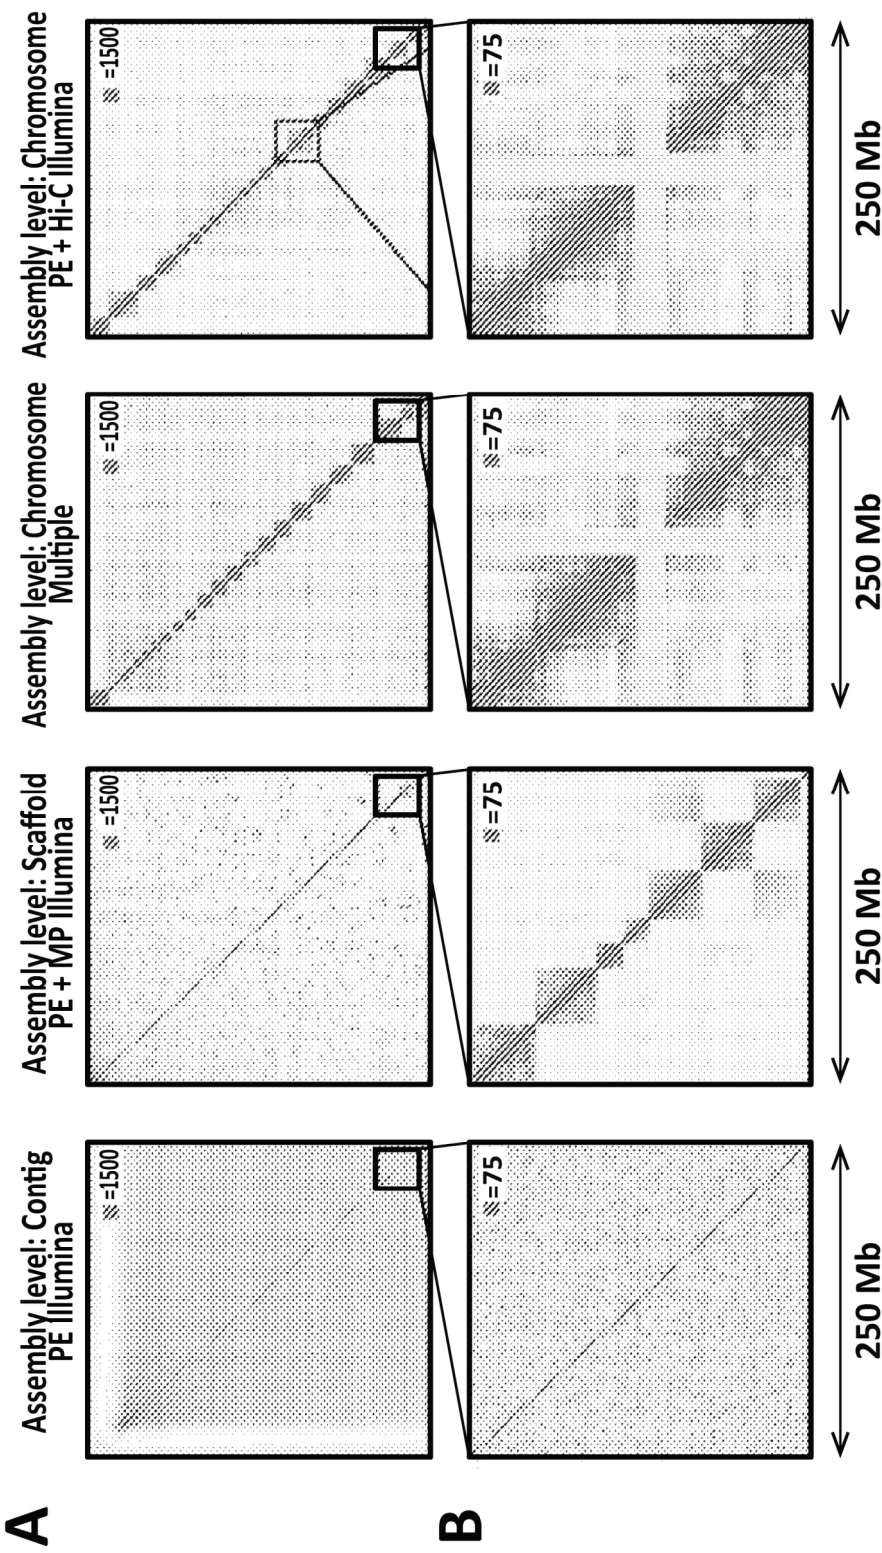 A
Assembly level: Contig
PE Illumina
Assembly level: Scaffold
PE + MP Illumina
Assembly level: Chromosome
Multiple
Assembly level: Chromosome
PE + Hi-C Illumina
=1500
=1500
=1500
=1500
B
=75
=75
=75
=75
250 Mb
250 Mb
250 Mb
250 Mb